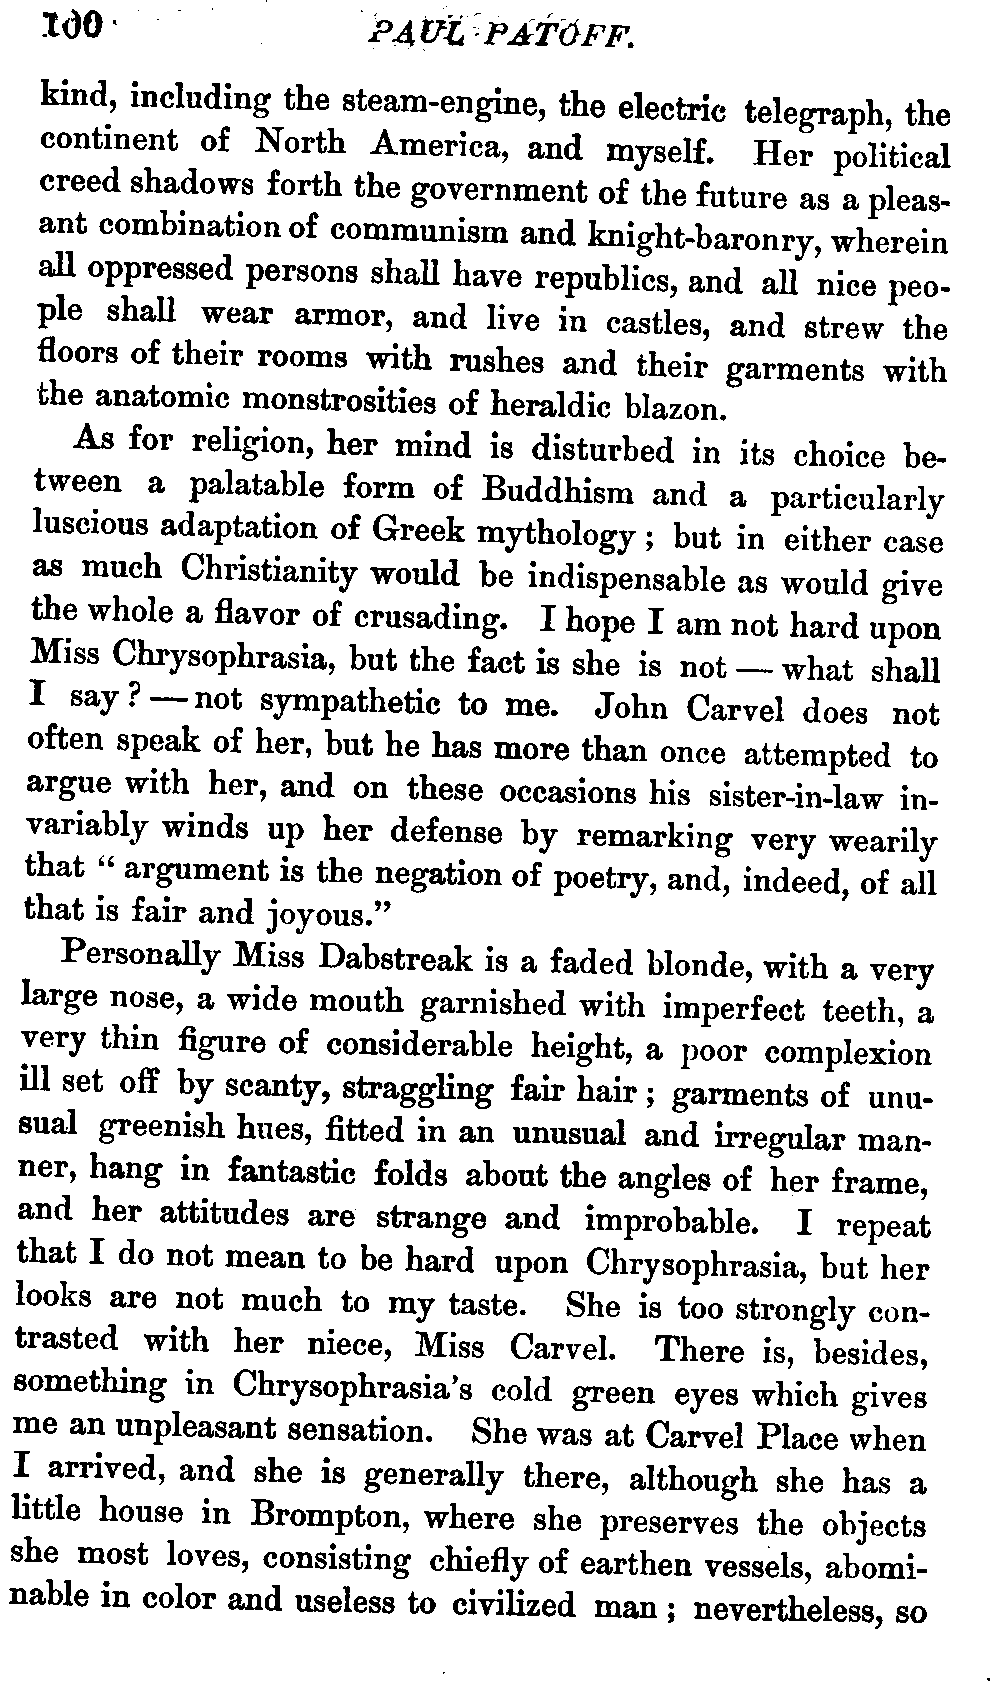 100 PAUL PATOFF.
kind, including the steam-engine, the electric telegraph, the
continent of North America, and myself. Her political
creed shadows forth the government of the future as a pleas-
ant combination of communism and knight-baronry, wherein
all oppressed persons shall have republics, and all nice peo-
ple shall wear armor, and live in castles, and strew the
floors of their rooms with rushes and their garments with
the anatomic monstrosities of heraldic blazon.
As for religion, her mind is disturbed in its choice be-
tween a palatable form of Buddhism and a particularly
luscious adaptation of Greek mythology; but in either case
as much Christianity would be indispensable as would give
the whole a flavor of crusading. I hope I am not hard upon
Miss Chrysophrasia, but the fact is she is not — what shall
I say? — not sympathetic to me. John Carvel does not
often speak of her, but he has more than once attempted to
argue with her, and on these occasions his sister-in-law in-
variably winds up her defense by remarking very wearily
that "argument is the negation of poetry, and, indeed, of all
that is fair and joyous."
Personally Miss Dabstreak is a faded blonde, with a very
large nose, a wide mouth garnished with imperfect teeth, a
very thin figure of considerable height, a poor complexion
ill set off by scanty, straggling fair hair; garments of unu-
sual greenish hues, fitted in an unusual and irregular man-
ner, hang in fantastic folds about the angles of her frame,
and her attitudes are strange and improbable. I repeat
that I do not mean to be hard upon Chrysophrasia, but her
looks are not much to my taste. She is too strongly con-
trasted with her niece, Miss Carvel. There is, besides,
something in Chrysophrasia's cold green eyes which gives
me an unpleasant sensation. She was at Carvel Place when
I arrived, and she is generally there, although she has a
little house in Brompton, where she preserves the objects
she most loves, consisting chiefly of earthen vessels, abomi-
nable in color and useless to civilized man; nevertheless, so